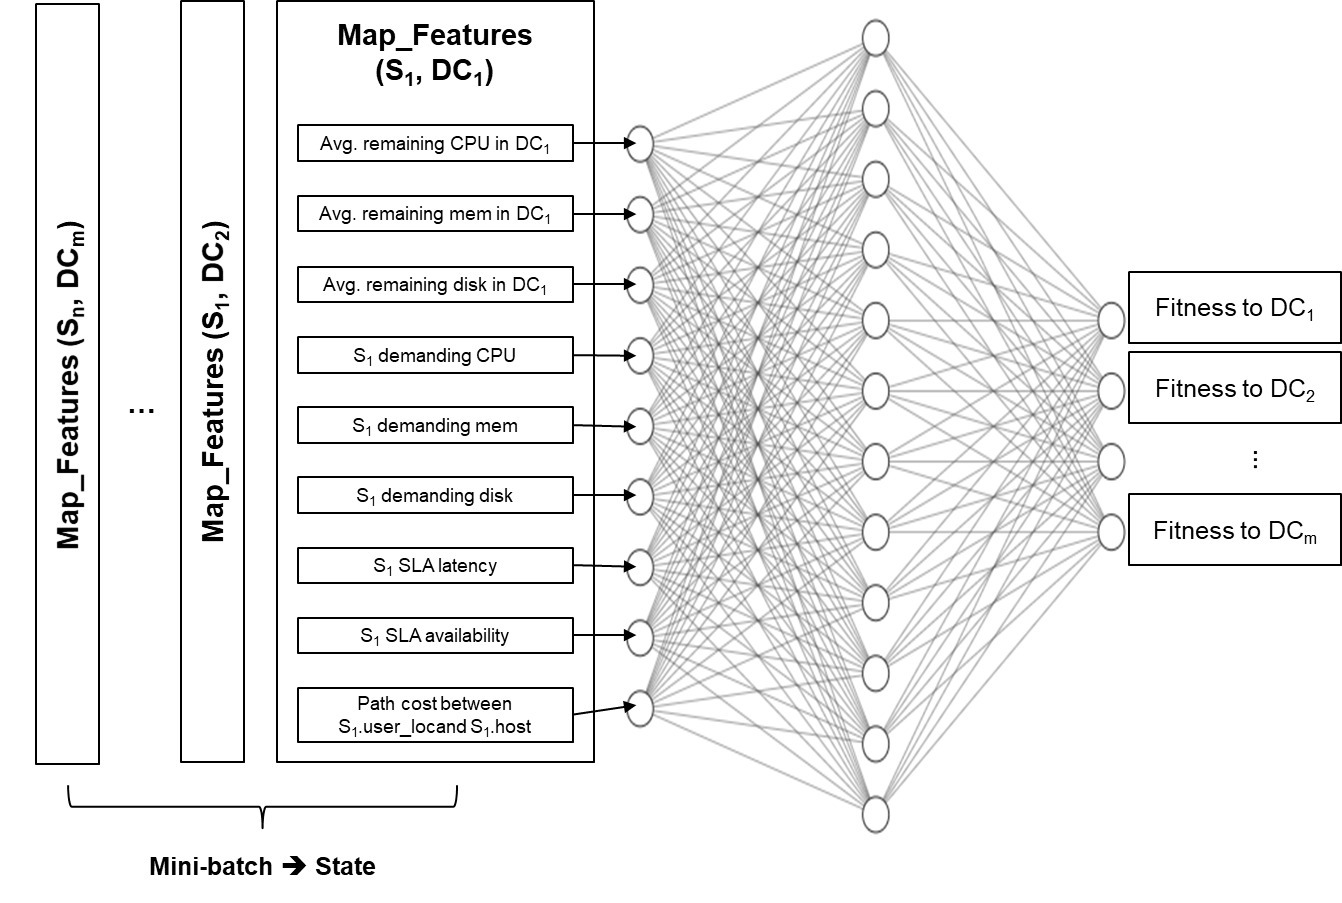 Map_Features (Sn, DCm)
...
Map_Features (S1, DC2)
Map_Features
(S1, DC1)
Avg. remaining CPU in DC1
Avg. remaining mem in DC1
Avg. remaining disk in DC1
S1 demanding CPU
S1 demanding mem
S1 demanding disk
S1 SLA latency
S1 SLA availability
Path cost between
S1.user_locand S1.host
Fitness to DC1
Fitness to DC2
...
Fitness to DCm
Mini-batch ➔ State